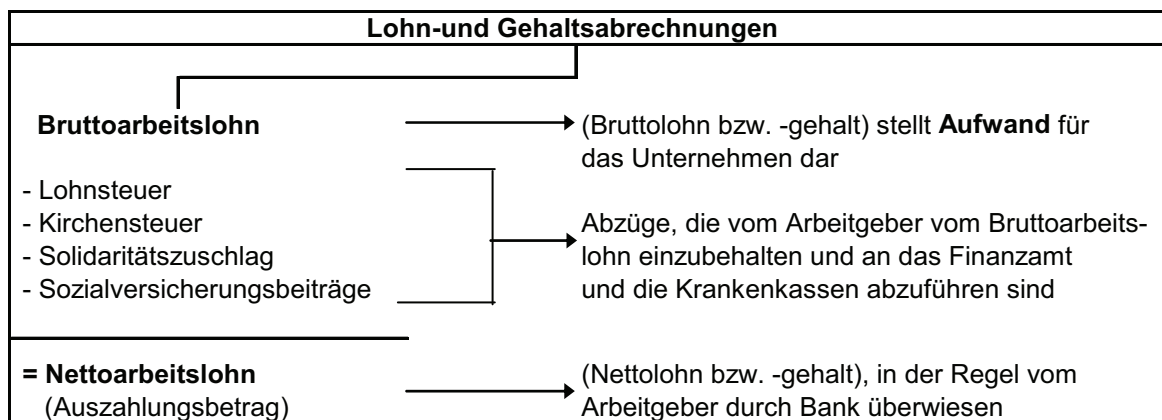 Lohn-und Gehaltsabrechnungen
Bruttoarbeitslohn
(Bruttolohn bzw. -gehalt) stellt Aufwand für
das Unternehmen dar
- Lohnsteuer
- Kirchensteuer
- Solidaritätszuschlag
- Sozialversicherungsbeiträge
Abzüge, die vom Arbeitgeber vom Bruttoarbeits-
lohn einzubehalten und an das Finanzamt
und die Krankenkassen abzuführen sind
= Nettoarbeitslohn
(Auszahlungsbetrag)
(Nettolohn bzw. -gehalt), in der Regel vom
Arbeitgeber durch Bank überwiesen